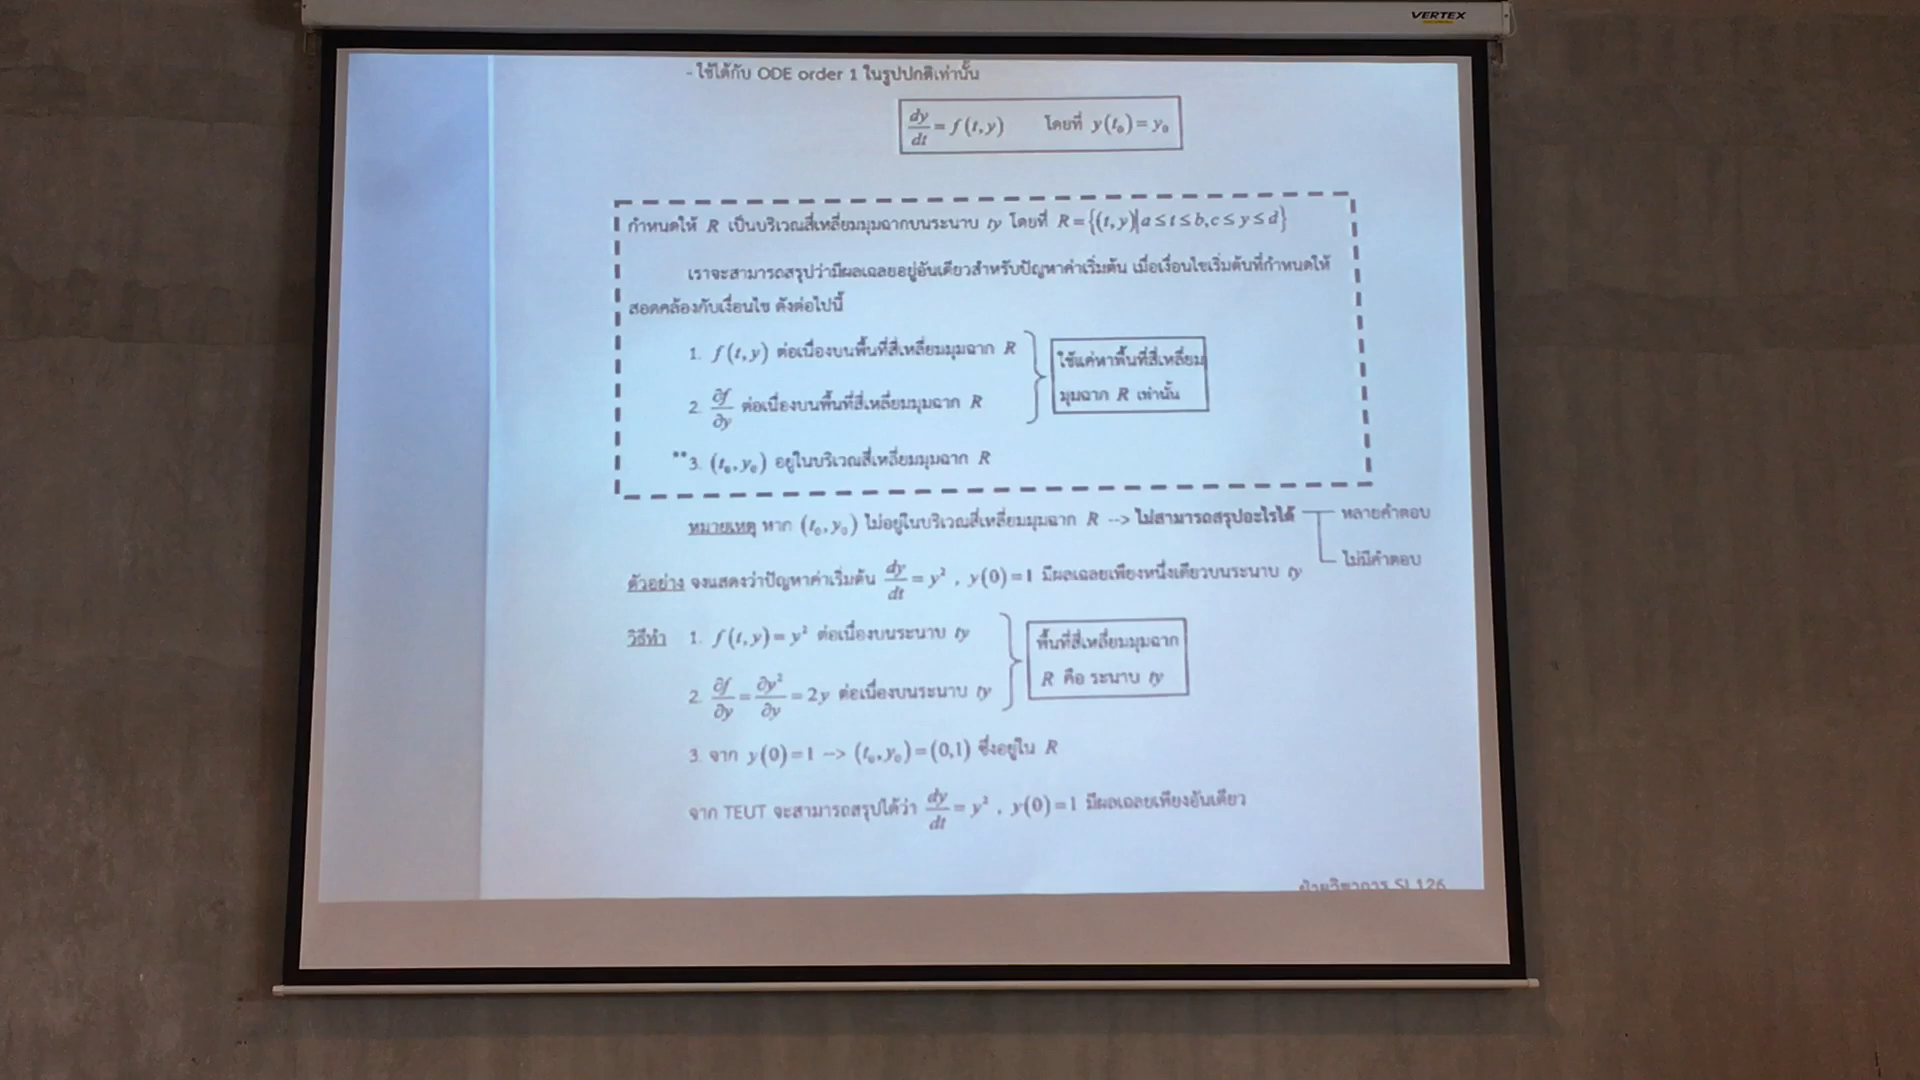 VERTEX
- ใช้ได้กับ ODE order 1 ในรูปปกติเท่านั้น
dy/dt = f(t,y) โดยที่ y(t₀) = y₀
กำหนดให้ R เป็นบริเวณสี่เหลี่ยมมุมฉากบนระนาบ ty โดยที่ R = {(t,y)|a ≤ t ≤ b, c ≤ y ≤ d}
เราจะสามารถสรุปว่ามีผลเฉลยอยู่อันเดียวสำหรับปัญหาค่าเริ่มต้น เมื่อเงื่อนไขเริ่มต้นที่กำหนดให้
สอดคล้องกับเงื่อนไข ดังต่อไปนี้
1. f(t,y) ต่อเนื่องบนพื้นที่สี่เหลี่ยมมุมฉาก R
2. ∂f/∂y ต่อเนื่องบนพื้นที่สี่เหลี่ยมมุมฉาก R
ใช้แค่หาพื้นที่สี่เหลี่ยม
มุมฉาก R เท่านั้น
**3. (t₀,y₀) อยู่ในบริเวณสี่เหลี่ยมมุมฉาก R
หมายเหตุ หาก (t₀,y₀) ไม่อยู่ในบริเวณสี่เหลี่ยมมุมฉาก R --> ไม่สามารถสรุปอะไรได้
หลายคำตอบ
ไม่มีคำตอบ
ตัวอย่าง จงแสดงว่าปัญหาค่าเริ่มต้น dy/dt = y² , y(0) = 1 มีผลเฉลยเพียงหนึ่งเดียวบนระนาบ ty
วิธีทำ 1. f(t,y) = y² ต่อเนื่องบนระนาบ ty
2. ∂f/∂y = ∂y²/∂y = 2y ต่อเนื่องบนระนาบ ty
พื้นที่สี่เหลี่ยมมุมฉาก
R คือ ระนาบ ty
3. จาก y(0) = 1 --> (t₀,y₀) = (0,1) ซึ่งอยู่ใน R
จาก TEUT จะสามารถสรุปได้ว่า dy/dt = y² , y(0) = 1 มีผลเฉลยเพียงอันเดียว
ฝ่ายวิชาการ SI 126